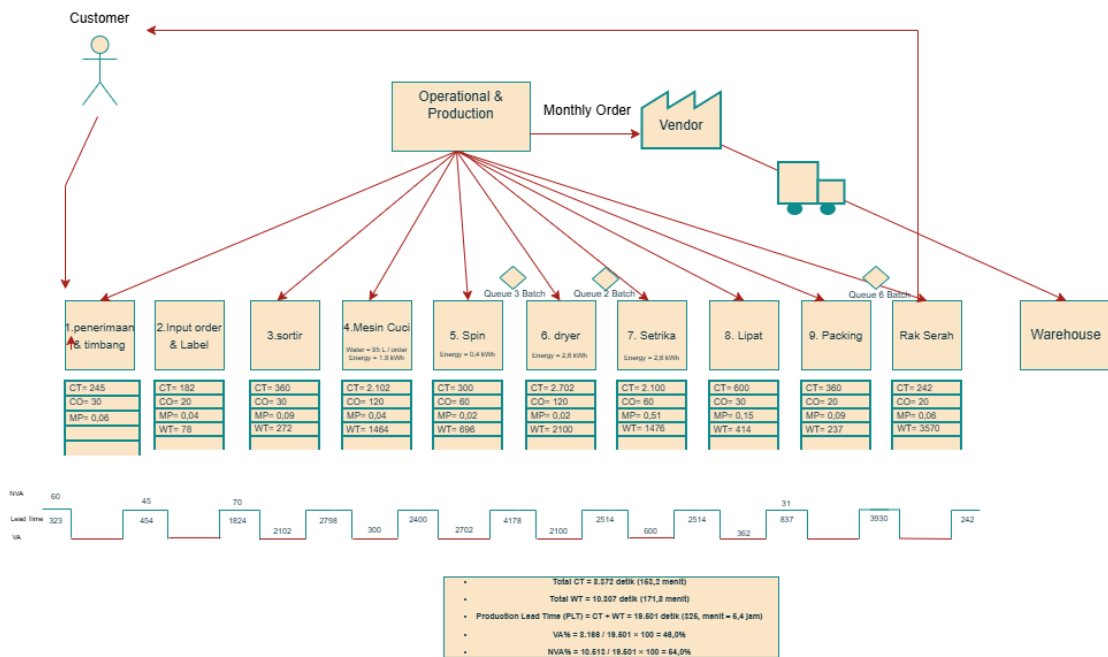 Customer
Operational &
Production
Monthly Order
Vendor
Queue 3 Batch
Queue 2 Batch
Queue 6 Batch
1.penerimaan
& timbang
2.Input order
& Label
3.sortir
4.Mesin Cuci
Water = 95 L / order
Energy = 1.8 kWh
5. Spin
Energy = 0,4 kWh
6. dryer
Energy = 2,6 kWh
7. Setrika
Energy = 2,6 kWh
8. Lipat
9. Packing
Rak Serah
Warehouse
CT= 245
CO= 30
MP= 0,06
CT= 182
CO= 20
MP= 0,04
WT= 78
CT= 360
CO= 30
MP= 0,09
WT= 272
CT= 2.102
CO= 120
MP= 0,04
WT= 1464
CT= 300
CO= 60
MP= 0,02
WT= 696
CT= 2.702
CO= 120
MP= 0,02
WT= 2100
CT= 2.100
CO= 60
MP= 0,51
WT= 1476
CT= 600
CO= 30
MP= 0,15
WT= 414
CT= 360
CO= 20
MP= 0,09
WT= 237
CT= 242
CO= 20
MP= 0,06
WT= 3570
NVA 60 45 70 31
Lead Time 323 454 1824 2798 2400 4178 2514 2514 837 3930 242
VA 2102 300 2702 2100 600 362
• Total CT = 8.372 detik (153,2 menit)
• Total WT = 10.307 detik (171,8 menit)
• Production Lead Time (PLT) = CT + WT = 19.501 detik (325, menit = 5,4 jam)
• VA% = 8.166 / 19.501 × 100 = 46,0%
• NVA% = 10.513 / 19.501 × 100 = 54,0%